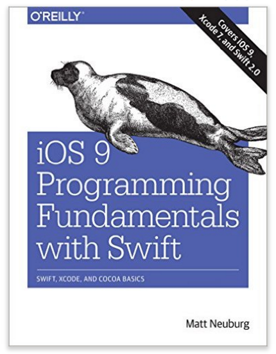 O'REILLY®
Covers iOS 9,
Xcode 7, and Swift 2.0
iOS 9
Programming
Fundamentals
with Swift
SWIFT, XCODE, AND COCOA BASICS
Matt Neuburg